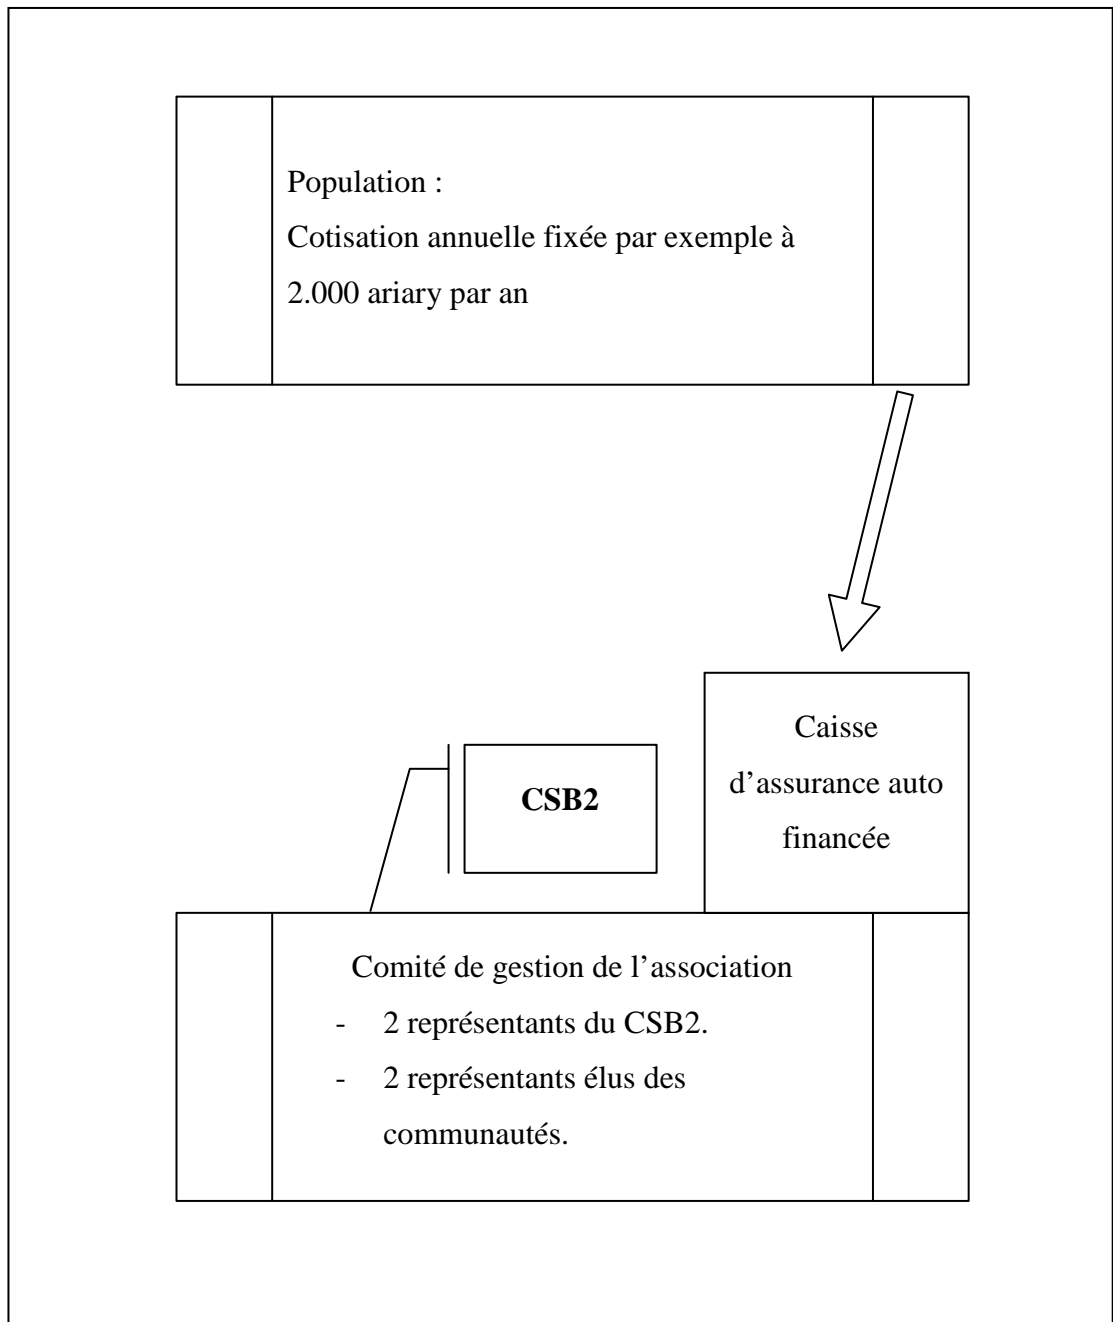 Population :
Cotisation annuelle fixée par exemple à
2.000 ariary par an
Caisse
d’assurance auto
financée
CSB2
Comité de gestion de l’association
- 2 représentants du CSB2.
- 2 représentants élus des
communautés.